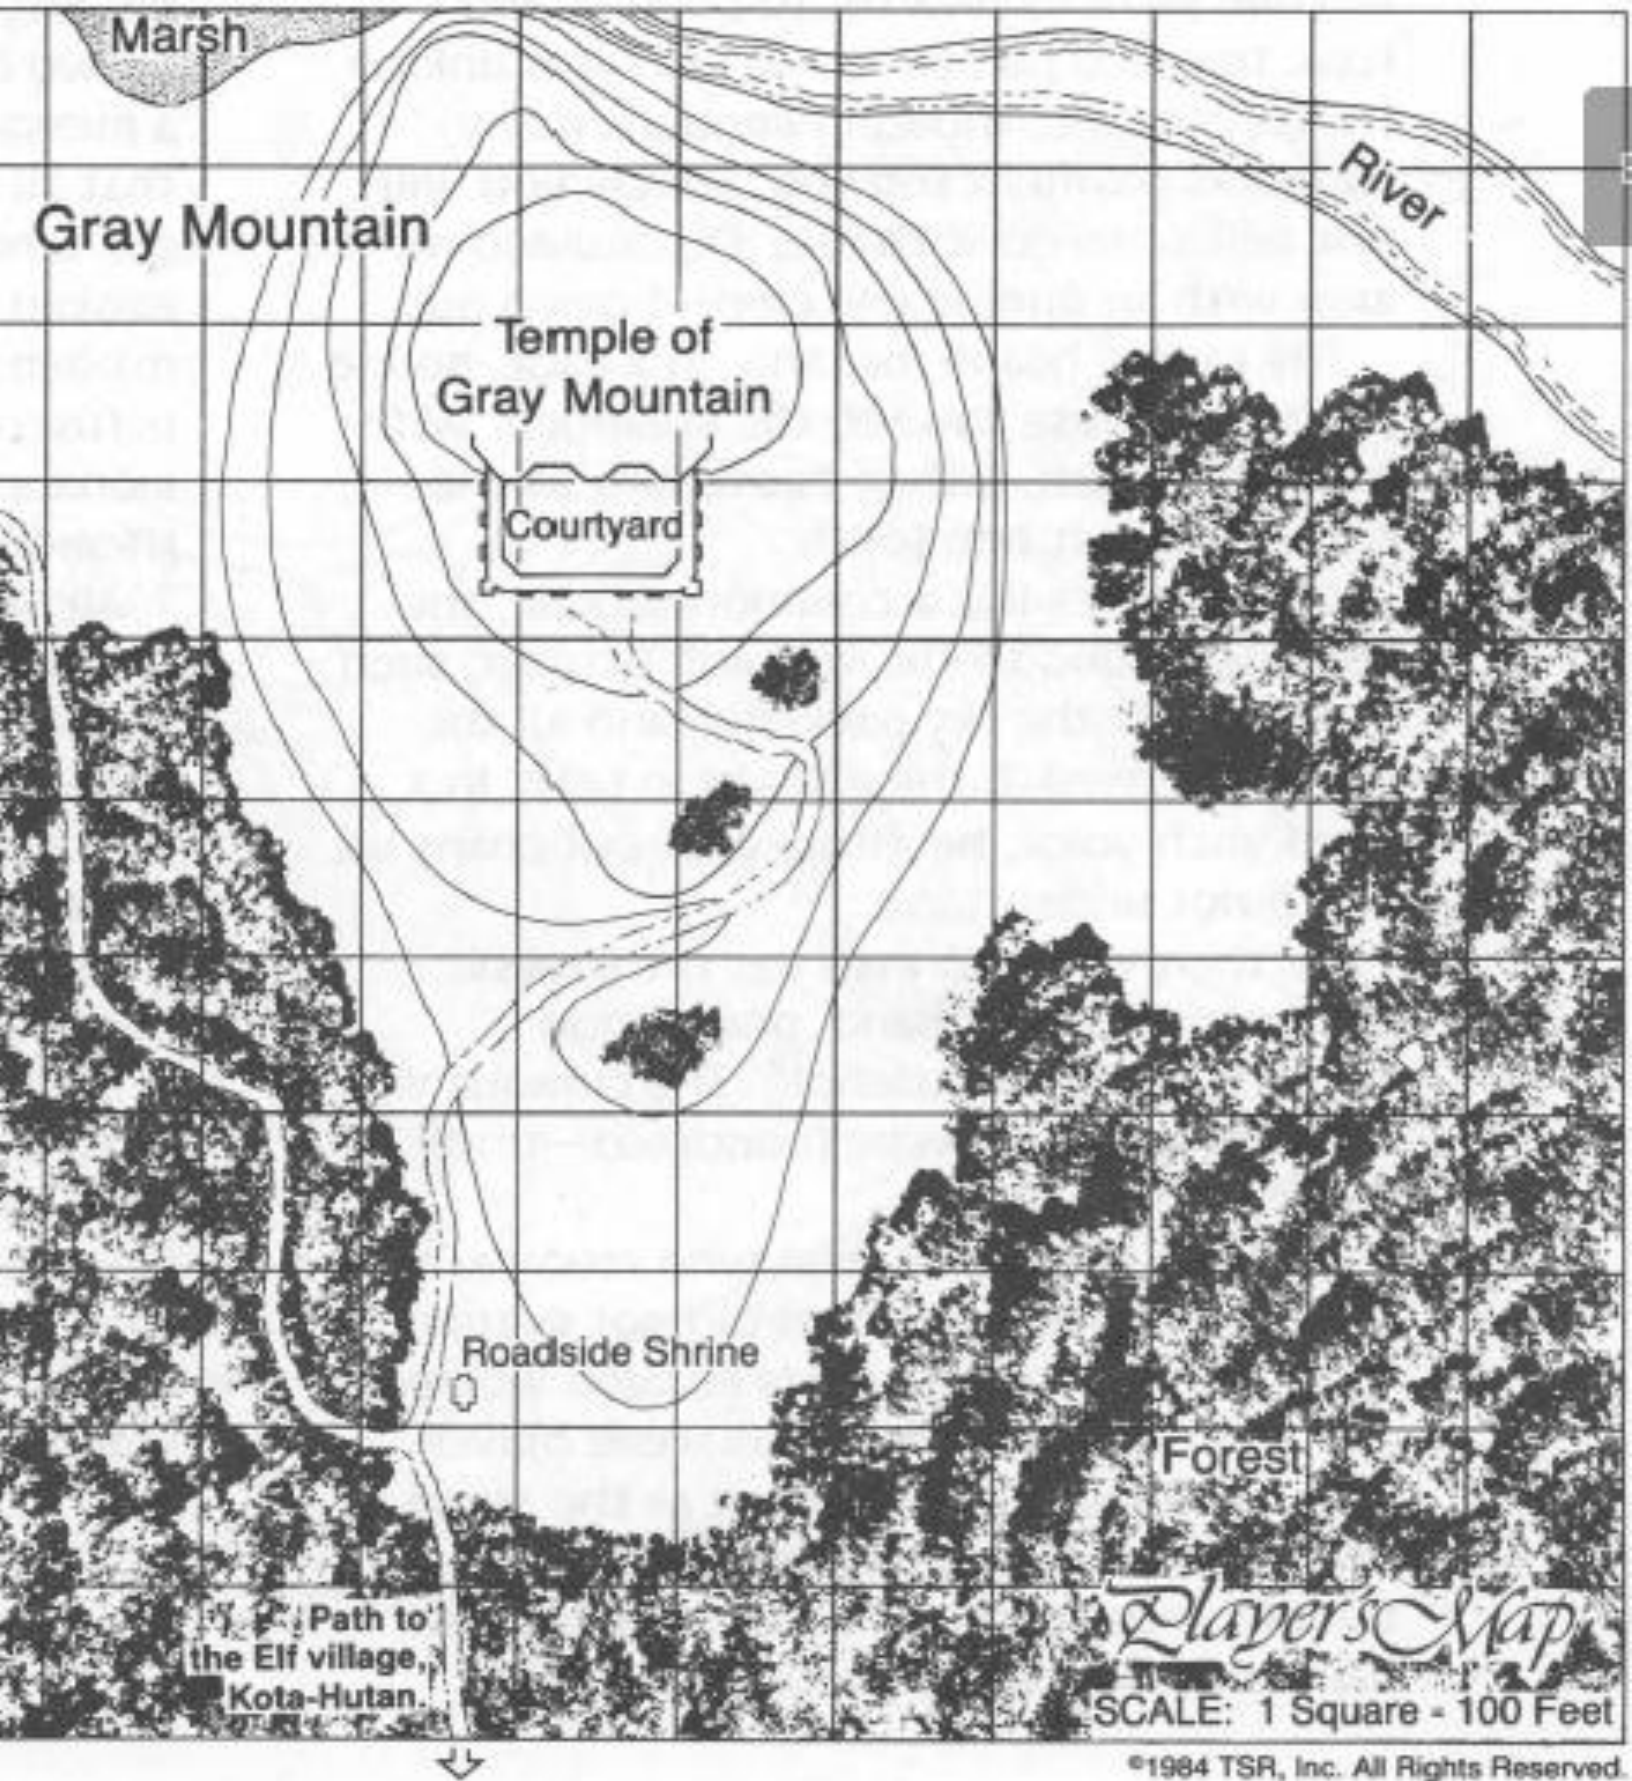 Marsh
River
Gray Mountain
Temple of
Gray Mountain
Courtyard
Roadside Shrine
Forest
Path to
the Elf village,
Kota-Hutan.
Player's Map
SCALE: 1 Square - 100 Feet
©1984 TSR, Inc. All Rights Reserved.